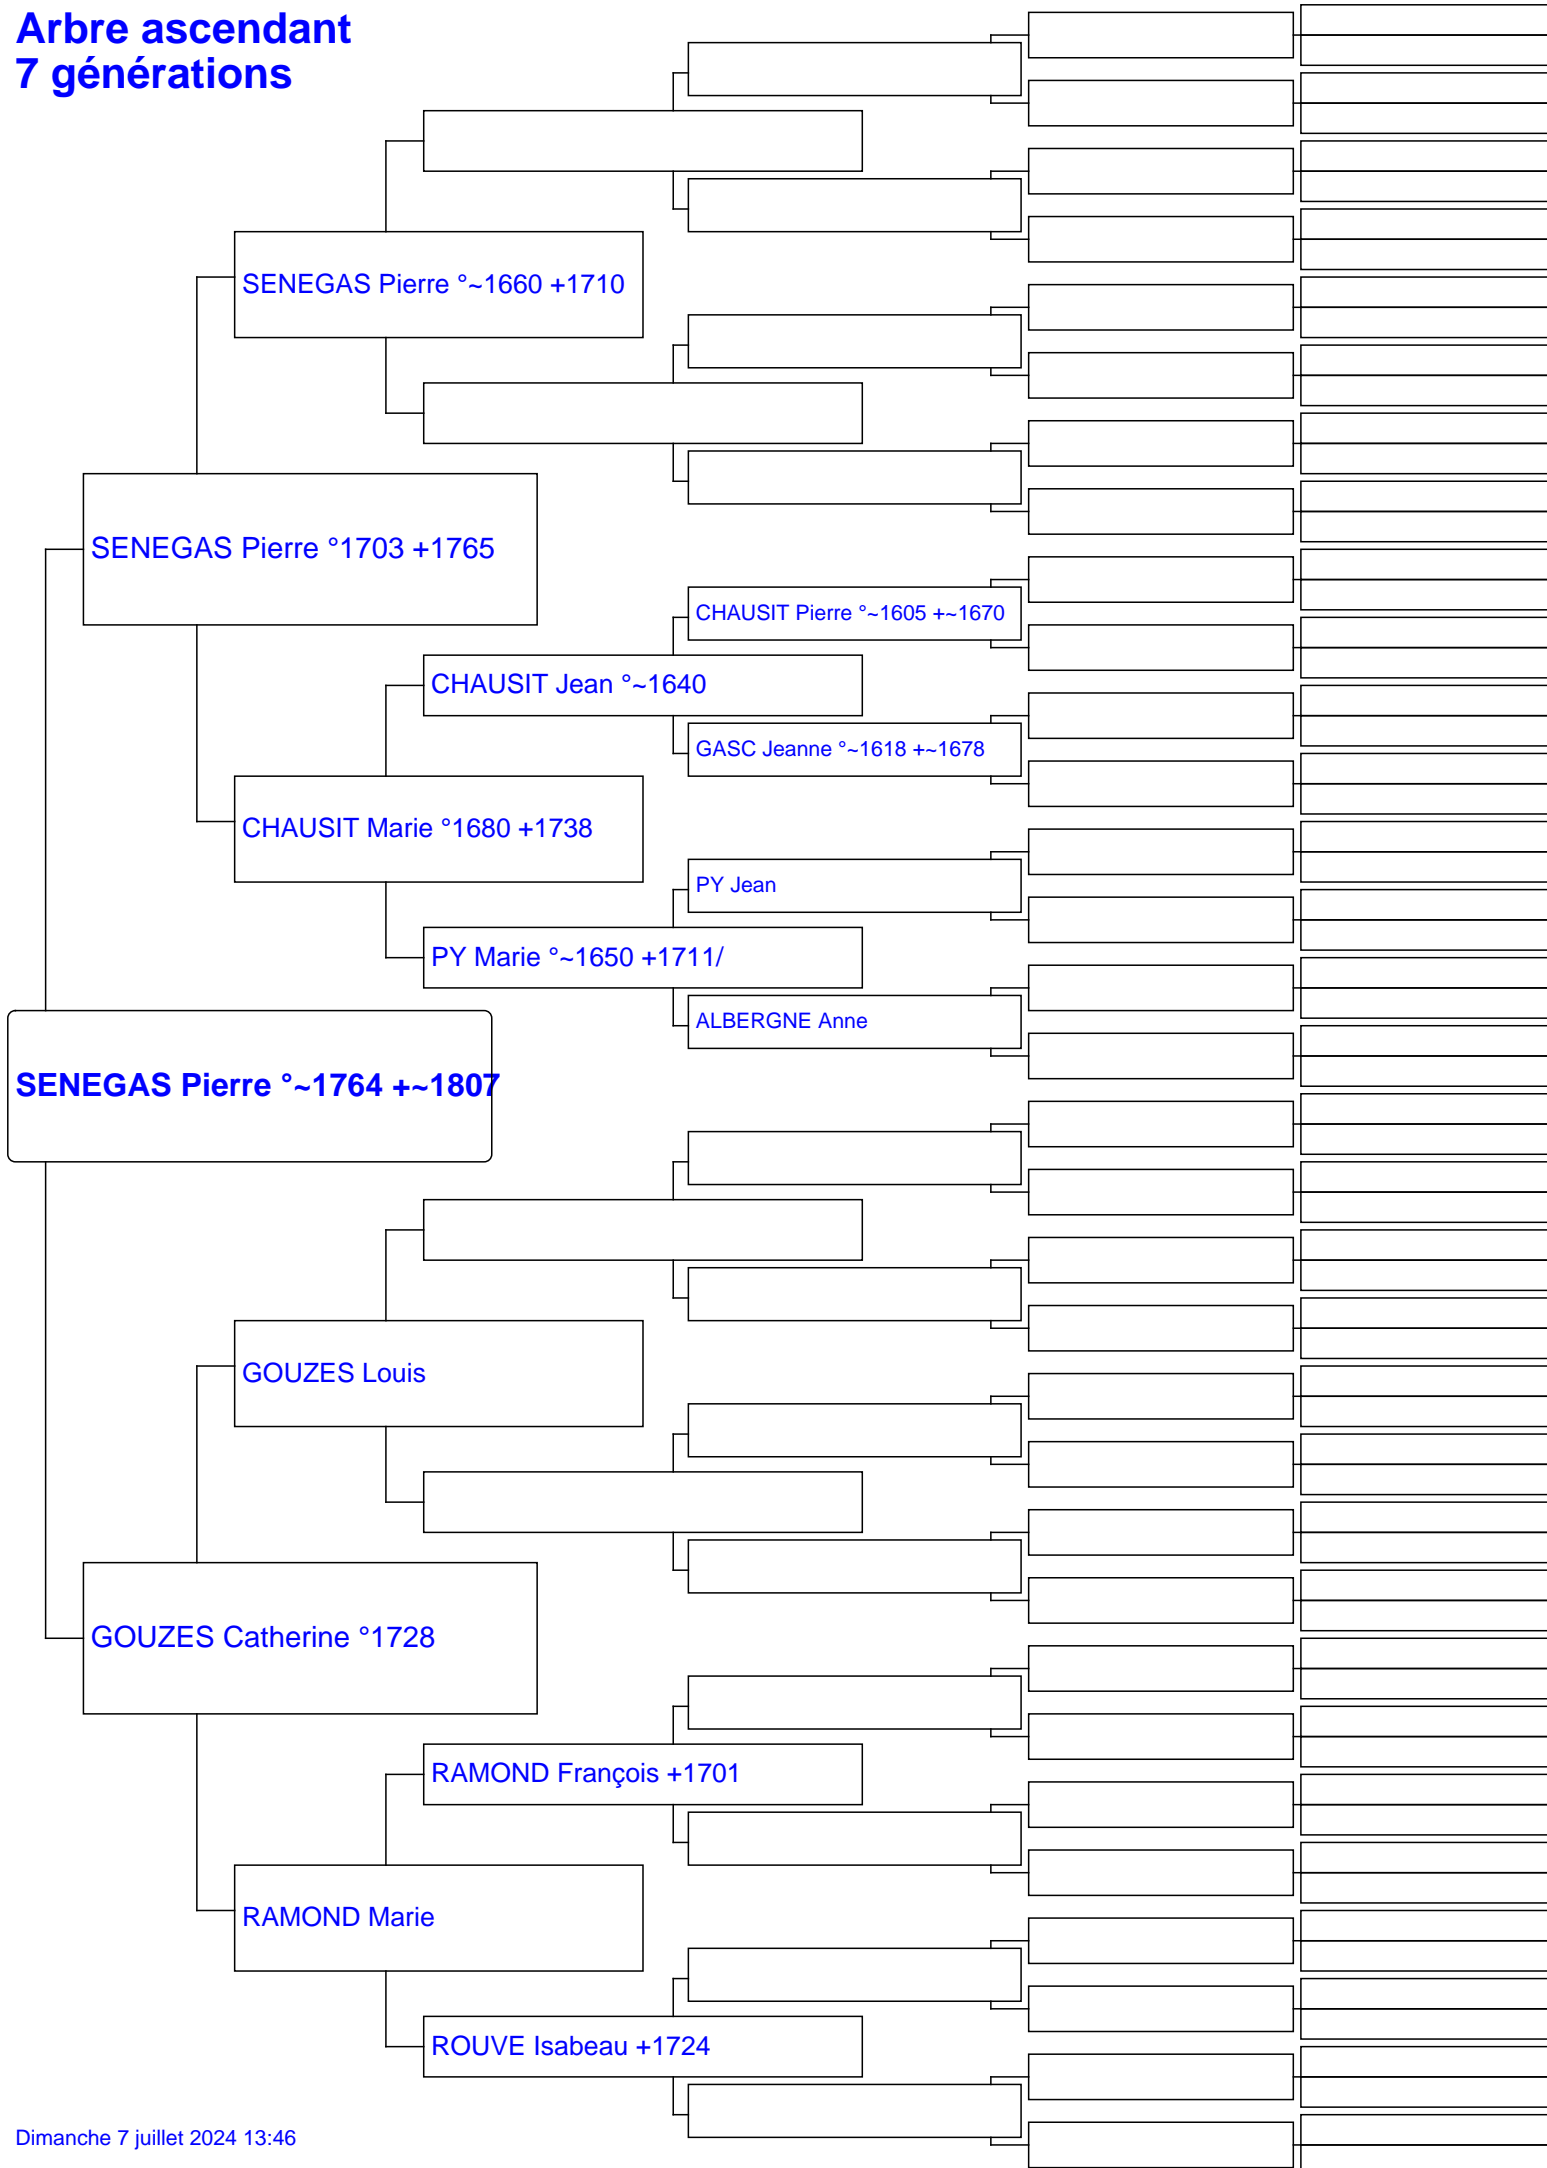 Arbre ascendant
7 générations
SENEGAS Pierre °~1660 +1710
SENEGAS Pierre °1703 +1765
CHAUSIT Pierre °~1605 +~1670
CHAUSIT Jean °~1640
GASC Jeanne °~1618 +~1678
CHAUSIT Marie °1680 +1738
PY Jean
PY Marie °~1650 +1711/
ALBERGNE Anne
SENEGAS Pierre °~1764 +~1807
GOUZES Louis
GOUZES Catherine °1728
RAMOND François +1701
RAMOND Marie
ROUVE Isabeau +1724
Dimanche 7 juillet 2024 13:46